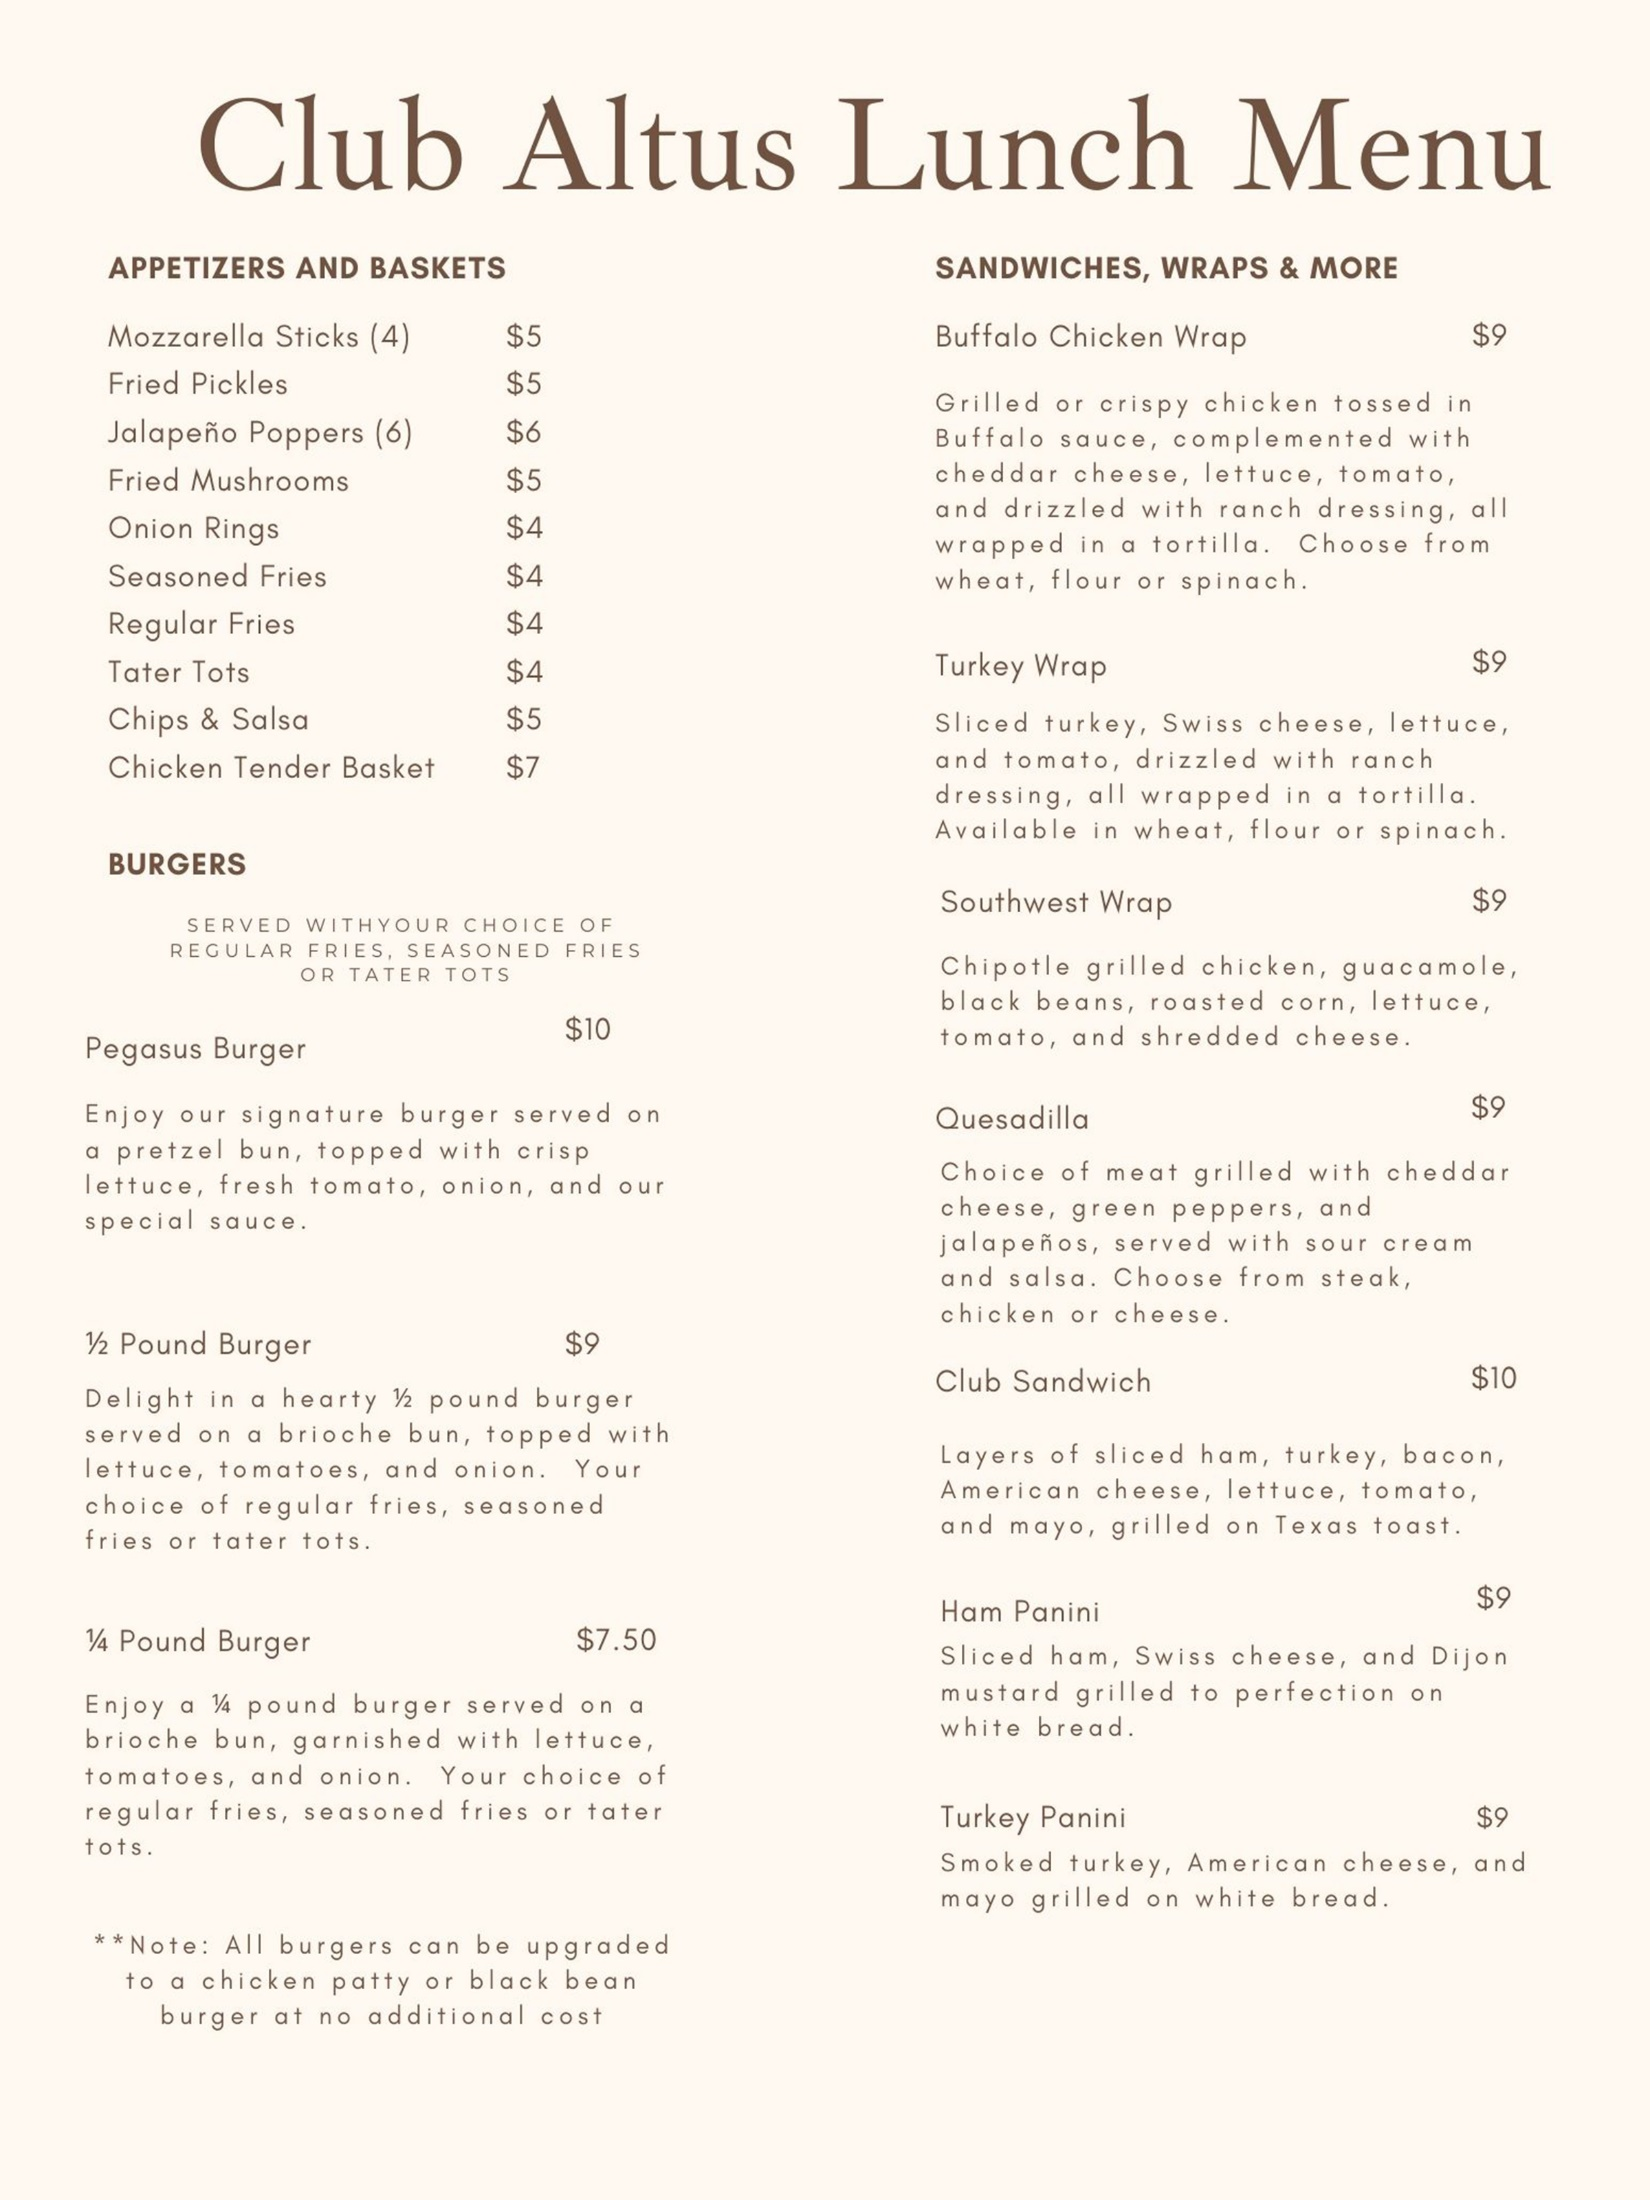 Club Altus Lunch Menu
APPETIZERS AND BASKETS
Mozzarella Sticks (4) $5
Fried Pickles $5
Jalapeño Poppers (6) $6
Fried Mushrooms $5
Onion Rings $4
Seasoned Fries $4
Regular Fries $4
Tater Tots $4
Chips & Salsa $5
Chicken Tender Basket $7
BURGERS
SERVED WITHYOUR CHOICE OF
REGULAR FRIES, SEASONED FRIES
OR TATER TOTS
Pegasus Burger $10
Enjoy our signature burger served on
a pretzel bun, topped with crisp
lettuce, fresh tomato, onion, and our
special sauce.
½ Pound Burger $9
Delight in a hearty ½ pound burger
served on a brioche bun, topped with
lettuce, tomatoes, and onion.  Your
choice of regular fries, seasoned
fries or tater tots.
¼ Pound Burger $7.50
Enjoy a ¼ pound burger served on a
brioche bun, garnished with lettuce,
tomatoes, and onion.  Your choice of
regular fries, seasoned fries or tater
tots.
**Note: All burgers can be upgraded
to a chicken patty or black bean
burger at no additional cost
SANDWICHES, WRAPS & MORE
Buffalo Chicken Wrap $9
Grilled or crispy chicken tossed in
Buffalo sauce, complemented with
cheddar cheese, lettuce, tomato,
and drizzled with ranch dressing, all
wrapped in a tortilla.  Choose from
wheat, flour or spinach.
Turkey Wrap $9
Sliced turkey, Swiss cheese, lettuce,
and tomato, drizzled with ranch
dressing, all wrapped in a tortilla.
Available in wheat, flour or spinach.
Southwest Wrap $9
Chipotle grilled chicken, guacamole,
black beans, roasted corn, lettuce,
tomato, and shredded cheese.
Quesadilla $9
Choice of meat grilled with cheddar
cheese, green peppers, and
jalapeños, served with sour cream
and salsa. Choose from steak,
chicken or cheese.
Club Sandwich $10
Layers of sliced ham, turkey, bacon,
American cheese, lettuce, tomato,
and mayo, grilled on Texas toast.
Ham Panini $9
Sliced ham, Swiss cheese, and Dijon
mustard grilled to perfection on
white bread.
Turkey Panini $9
Smoked turkey, American cheese, and
mayo grilled on white bread.